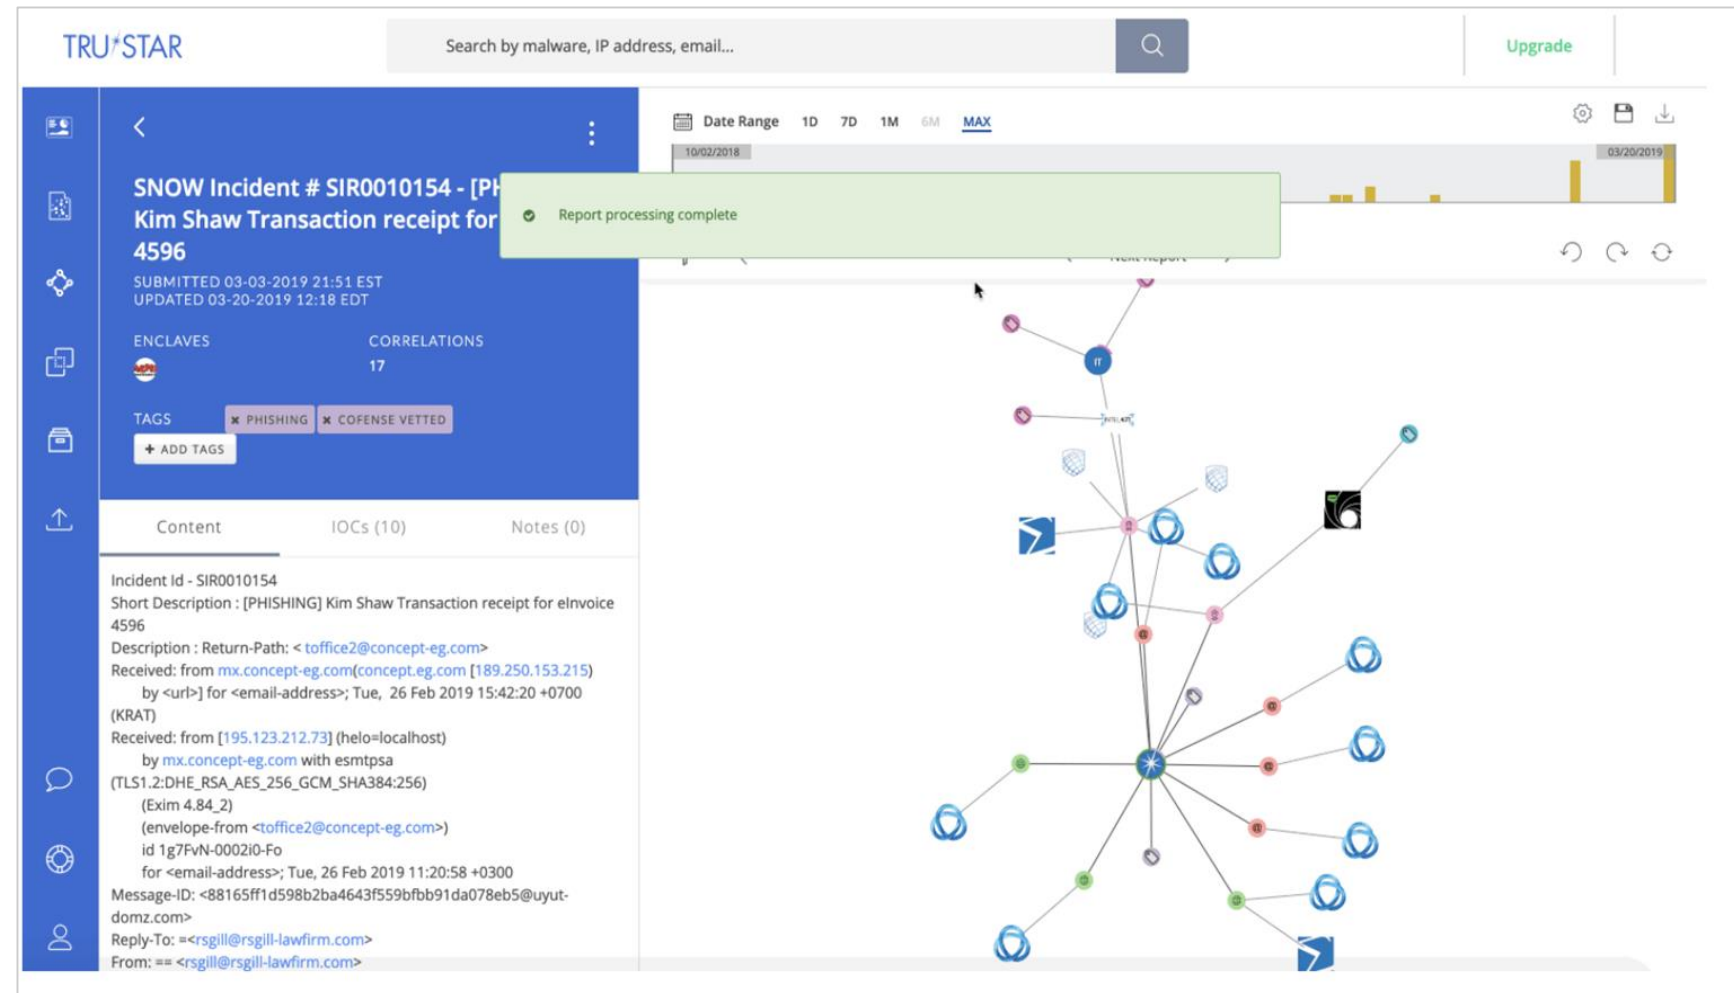 TRU STAR
Search by malware, IP address, email...
Upgrade
SNOW Incident # SIR0010154 - [PH
Kim Shaw Transaction receipt for
4596
SUBMITTED 03-03-2019 21:51 EST
UPDATED 03-20-2019 12:18 EDT
ENCLAVES
CORRELATIONS
17
TAGS
× PHISHING
× COFENSE VETTED
+ ADD TAGS
Content
IOCs (10)
Notes (0)
Incident Id - SIR0010154
Short Description : [PHISHING] Kim Shaw Transaction receipt for eInvoice
4596
Description : Return-Path: < toffice2@concept-eg.com>
Received: from mx.concept-eg.com(concept.eg.com [189.250.153.215)
by <url>] for <email-address>; Tue, 26 Feb 2019 15:42:20 +0700
(KRAT)
Received: from [195.123.212.73] (helo=localhost)
by mx.concept-eg.com with esmtpsa
(TLS1.2:DHE_RSA_AES_256_GCM_SHA384:256)
(Exim 4.84_2)
(envelope-from <toffice2@concept-eg.com>)
id 1g7FvN-0002i0-Fo
for <email-address>; Tue, 26 Feb 2019 11:20:58 +0300
Message-ID: <88165ff1d598b2ba4643f559bfbb91da078eb5@uyut-
domz.com>
Reply-To: =<rsgill@rsgill-lawfirm.com>
From: == <rsgill@rsgill-lawfirm.com>
Date Range 1D 7D 1M 6M MAX
10/02/2018
03/20/2019
Report processing complete
Next Report
IT